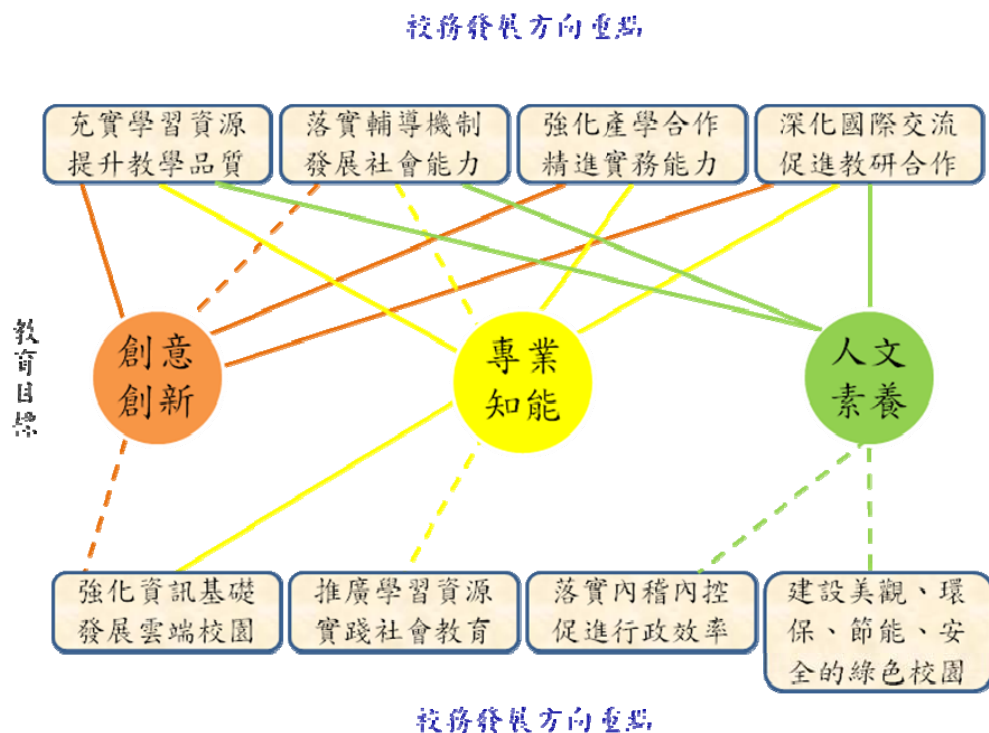 校務發展方向重點
充實學習資源
提升教學品質
落實輔導機制
發展社會能力
強化產學合作
精進實務能力
深化國際交流
促進教研合作
教育目標
創意
創新
專業
知能
人文
素養
強化資訊基礎
發展雲端校園
推廣學習資源
實踐社會教育
落實內稽內控
促進行政效率
建設美觀、環
保、節能、安
全的綠色校園
校務發展方向重點